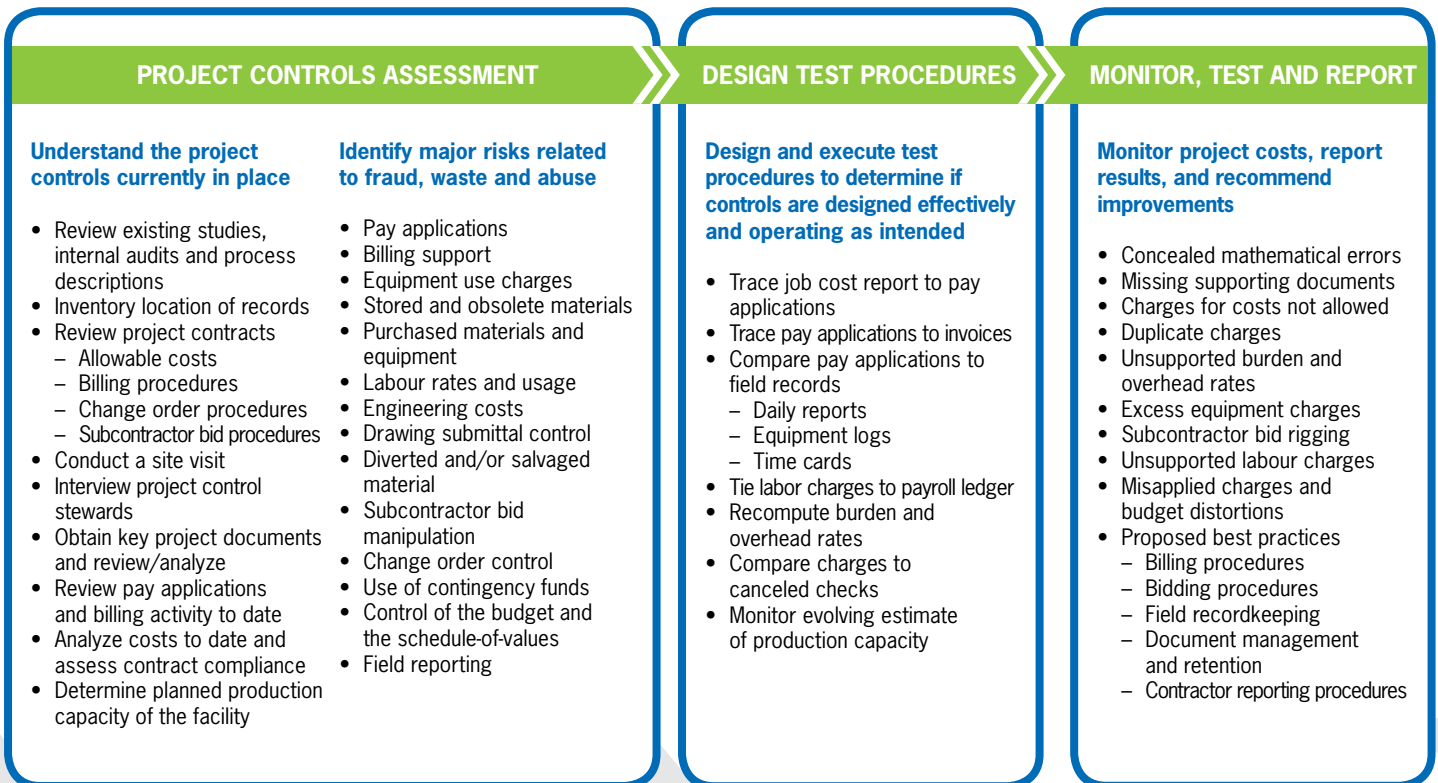 PROJECT CONTROLS ASSESSMENT
Understand the project
controls currently in place
• Review existing studies,
internal audits and process
descriptions
• Inventory location of records
• Review project contracts
– Allowable costs
– Billing procedures
– Change order procedures
– Subcontractor bid procedures
• Conduct a site visit
• Interview project control
stewards
• Obtain key project documents
and review/analyze
• Review pay applications
and billing activity to date
• Analyze costs to date and
assess contract compliance
• Determine planned production
capacity of the facility
Identify major risks related
to fraud, waste and abuse
• Pay applications
• Billing support
• Equipment use charges
• Stored and obsolete materials
• Purchased materials and
equipment
• Labour rates and usage
• Engineering costs
• Drawing submittal control
• Diverted and/or salvaged
material
• Subcontractor bid
manipulation
• Change order control
• Use of contingency funds
• Control of the budget and
the schedule-of-values
• Field reporting
DESIGN TEST PROCEDURES
Design and execute test
procedures to determine if
controls are designed effectively
and operating as intended
• Trace job cost report to pay
applications
• Trace pay applications to invoices
• Compare pay applications to
field records
– Daily reports
– Equipment logs
– Time cards
• Tie labor charges to payroll ledger
• Recompute burden and
overhead rates
• Compare charges to
canceled checks
• Monitor evolving estimate
of production capacity
MONITOR, TEST AND REPORT
Monitor project costs, report
results, and recommend
improvements
• Concealed mathematical errors
• Missing supporting documents
• Charges for costs not allowed
• Duplicate charges
• Unsupported burden and
overhead rates
• Excess equipment charges
• Subcontractor bid rigging
• Unsupported labour charges
• Misapplied charges and
budget distortions
• Proposed best practices
– Billing procedures
– Bidding procedures
– Field recordkeeping
– Document management
and retention
– Contractor reporting procedures